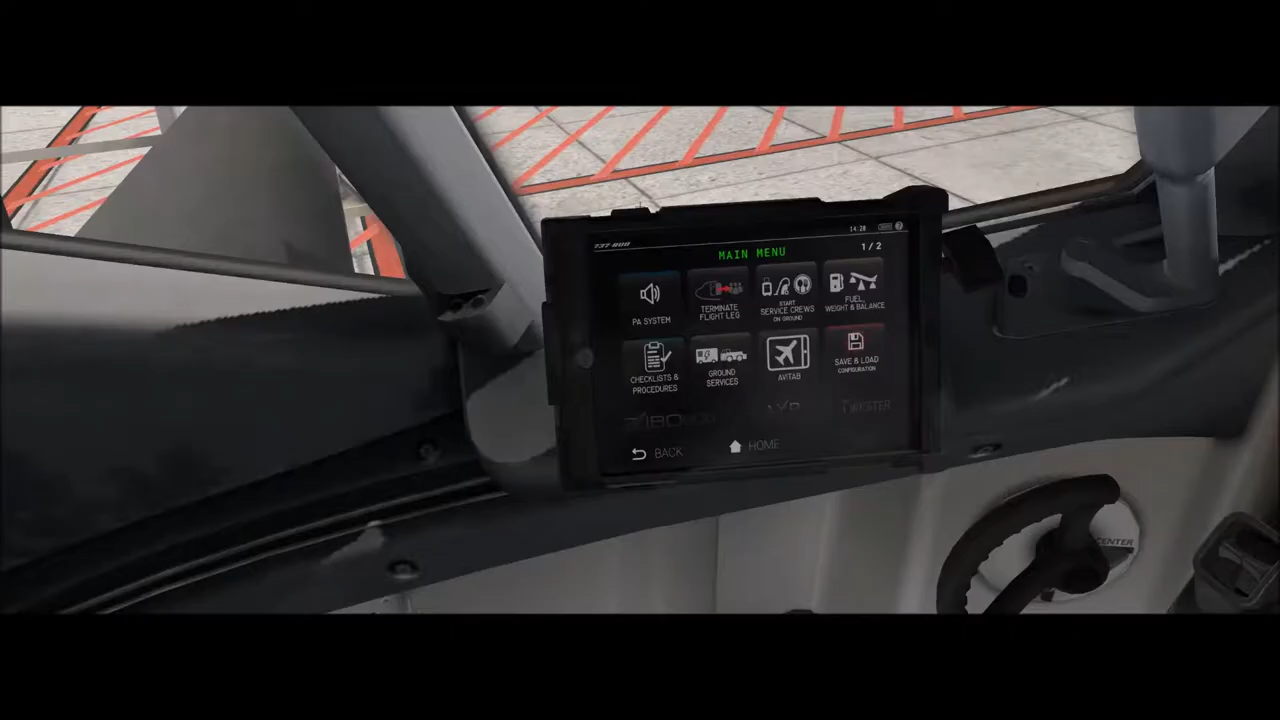 737-800
14:28
MAIN MENU
1/2
PA SYSTEM
TERMINATE
FLIGHT LEG
START
SERVICE CREWS
ON GROUND
FUEL,
WEIGHT & BALANCE
CHECKLISTS &
PROCEDURES
GROUND
SERVICES
AVITAB
SAVE & LOAD
CONFIGURATION
TWEISTER
BACK
HOME
CENTER